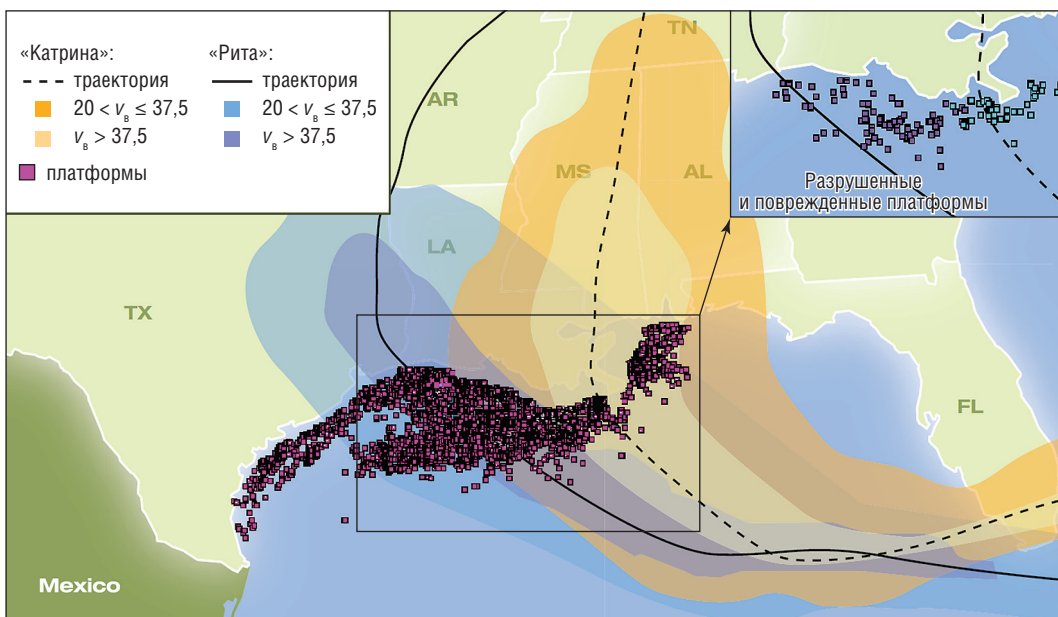 «Катрина»:
траектория
20 < vв ≤ 37,5
vв > 37,5
«Рита»:
траектория
20 < vв ≤ 37,5
vв > 37,5
платформы
TN
AR
MS
AL
LA
TX
FL
Mexico
Разрушенные
и поврежденные платформы